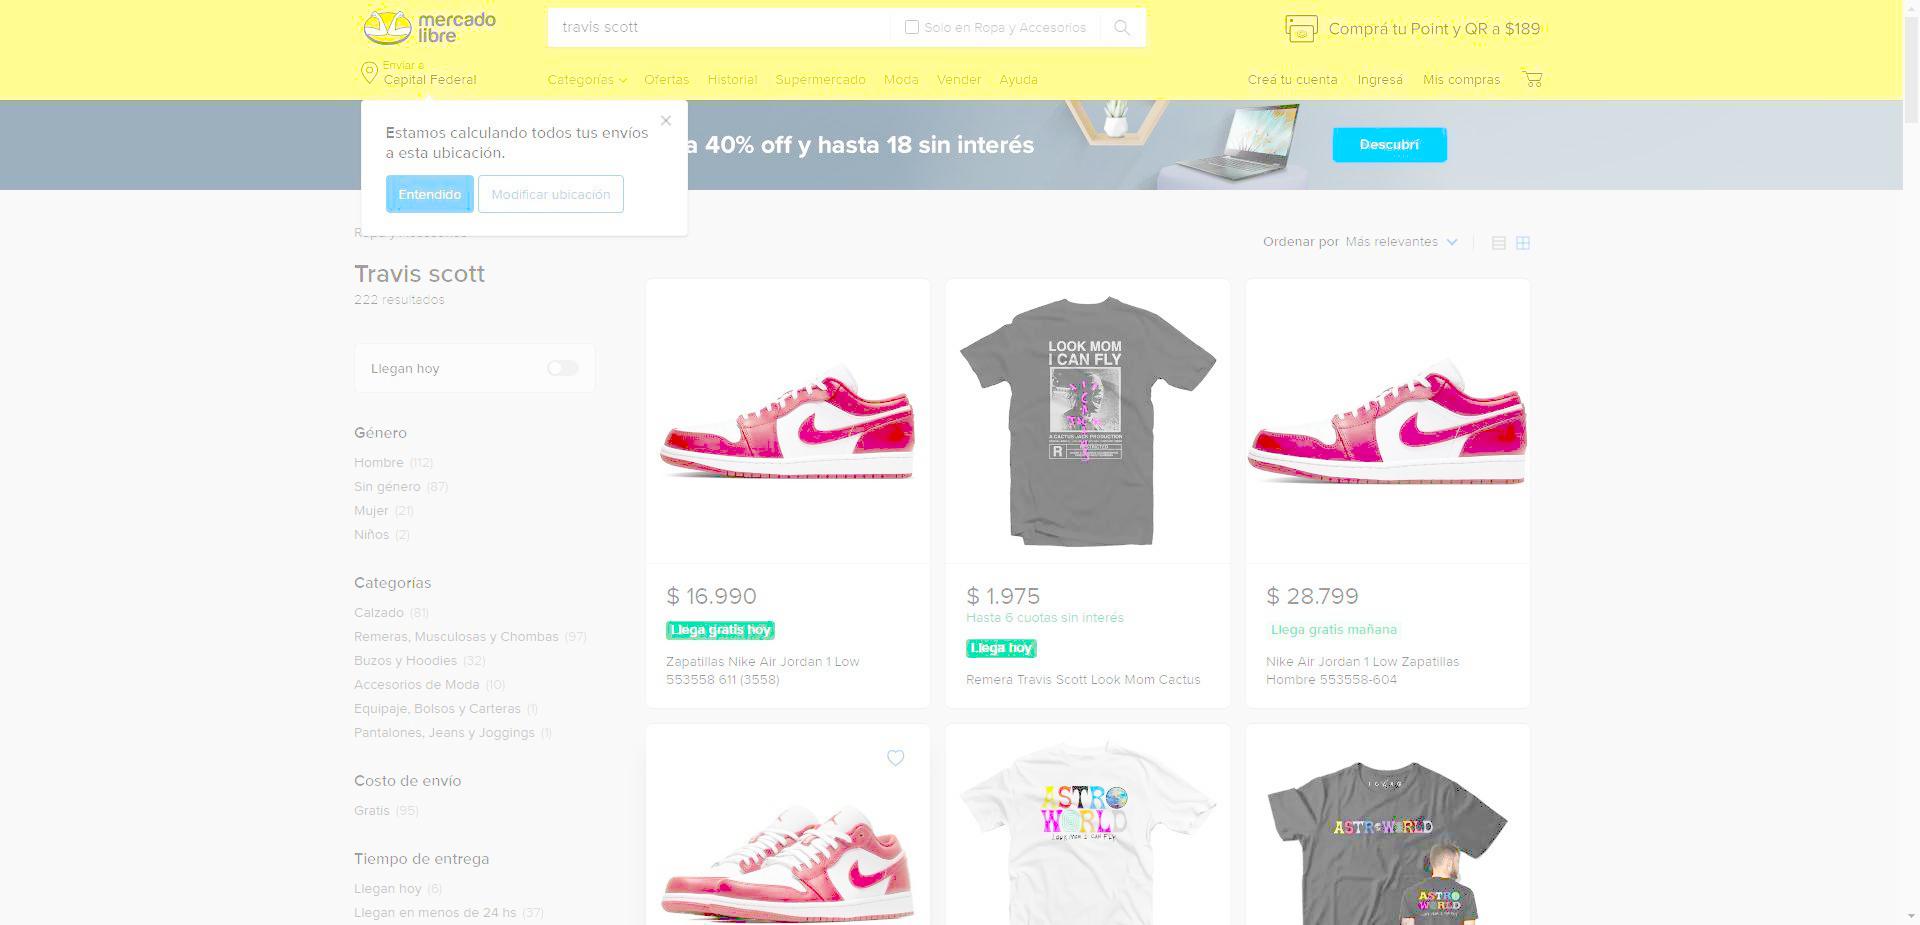 mercado
libre
travis scott
Solo en Ropa y Accesorios
Comprá tu Point y QR a $189
Enviar a
Capital Federal
Categorías
Ofertas
Historial
Supermercado
Moda
Vender
Ayuda
Creá tu cuenta
Ingresá
Mis compras
Estamos calculando todos tus envíos
a esta ubicación.
Entendido
Modificar ubicación
a 40% off y hasta 18 sin interés
Descubrí
Ropa y Accesorios
Ordenar por Más relevantes
Travis scott
222 resultados
Llegan hoy
Género
Hombre (112)
Sin género (87)
Mujer (21)
Niños (2)
Categorías
Calzado (81)
Remeras, Musculosas y Chombas (97)
Buzos y Hoodies (32)
Accesorios de Moda (10)
Equipaje, Bolsos y Carteras (1)
Pantalones, Jeans y Joggings (1)
Costo de envío
Gratis (95)
Tiempo de entrega
Llegan hoy (6)
Llegan en menos de 24 hs (37)
$ 16.990
Llega gratis hoy
Zapatillas Nike Air Jordan 1 Low
553558 611 (3558)
LOOK MOM
I CAN FLY
A CACTUS JACK PRODUCTION
R
$ 1.975
Hasta 6 cuotas sin interés
Llega hoy
Remera Travis Scott Look Mom Cactus
$ 28.799
Llega gratis mañana
Nike Air Jordan 1 Low Zapatillas
Hombre 553558-604
ASTRO
WORLD
LOOK MOM I CAN FLY
ASTROWORLD
ASTRO
WORLD